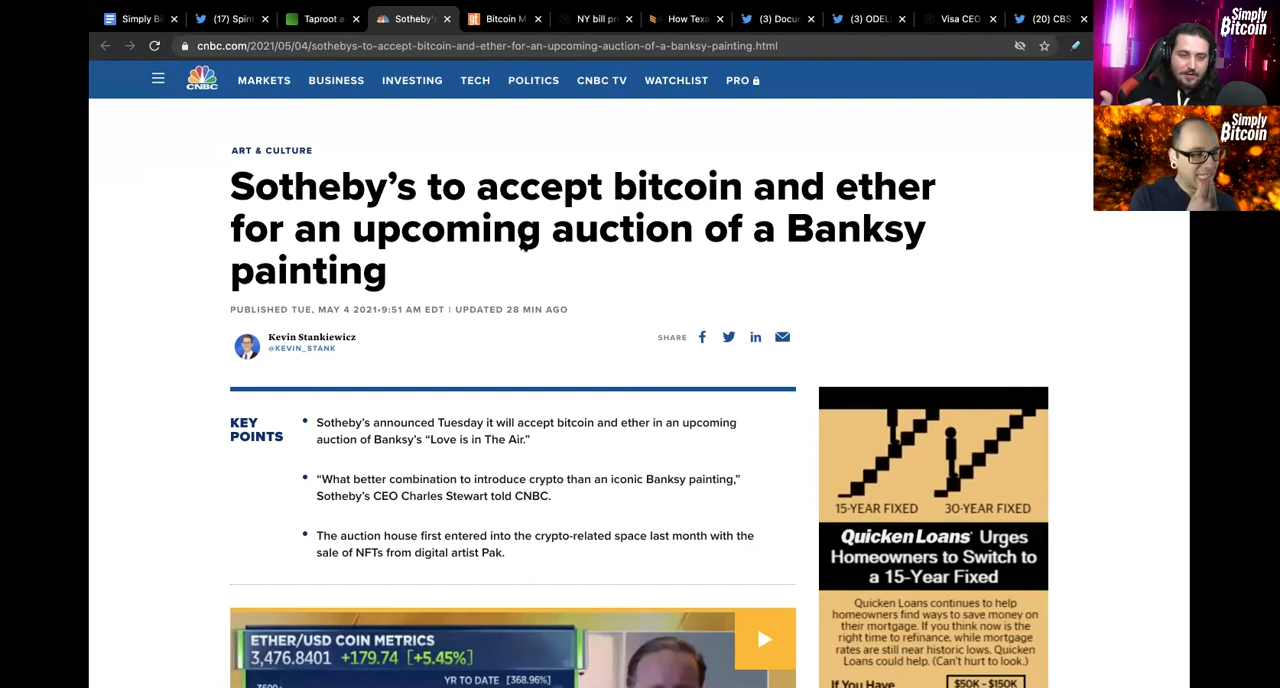 Simply Bi
(17) Spin
Taproot a
Sotheby'
Bitcoin M
NY bill pr
How Texa
(3) Docu
(3) ODEL
Visa CEO
(20) CBS
Simply
Bitcoin
cnbc.com/2021/05/04/sothebys-to-accept-bitcoin-and-ether-for-an-upcoming-auction-of-a-banksy-painting.html
CNBC
MARKETS BUSINESS INVESTING TECH POLITICS CNBC TV WATCHLIST PRO
Simply
Bitcoin
ART & CULTURE
Sotheby's to accept bitcoin and ether
for an upcoming auction of a Banksy
painting
PUBLISHED TUE, MAY 4 2021•9:51 AM EDT | UPDATED 28 MIN AGO
Kevin Stankiewicz
@KEVIN_STANK
SHARE
KEY
POINTS
Sotheby's announced Tuesday it will accept bitcoin and ether in an upcoming
auction of Banksy's “Love is in The Air.”
“What better combination to introduce crypto than an iconic Banksy painting,”
Sotheby's CEO Charles Stewart told CNBC.
The auction house first entered into the crypto-related space last month with the
sale of NFTs from digital artist Pak.
ETHER/USD COIN METRICS
3,476.8401 +179.74 [+5.45%]
YR TO DATE [368.96%]
15-YEAR FIXED 30-YEAR FIXED
Quicken Loans Urges
Homeowners to Switch to
a 15-Year Fixed
Quicken Loans continues to help
homeowners find ways to save money on
their mortgage. If you think now is the
right time to refinance, while mortgage
rates are still near historic lows, Quicken
Loans could help. (Can't hurt to look.)
If You Have $50K - $150K